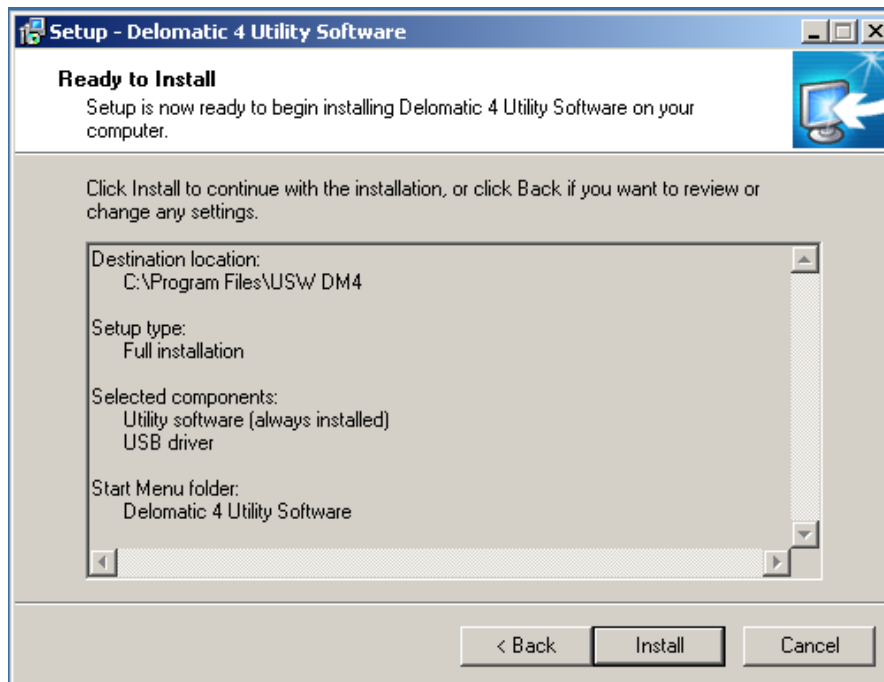 Setup - Delomatic 4 Utility Software
Ready to Install
Setup is now ready to begin installing Delomatic 4 Utility Software on your
computer.
Click Install to continue with the installation, or click Back if you want to review or
change any settings.
Destination location:
C:\Program Files\USW DM4
Setup type:
Full installation
Selected components:
Utility software (always installed)
USB driver
Start Menu folder:
Delomatic 4 Utility Software
< Back
Install
Cancel